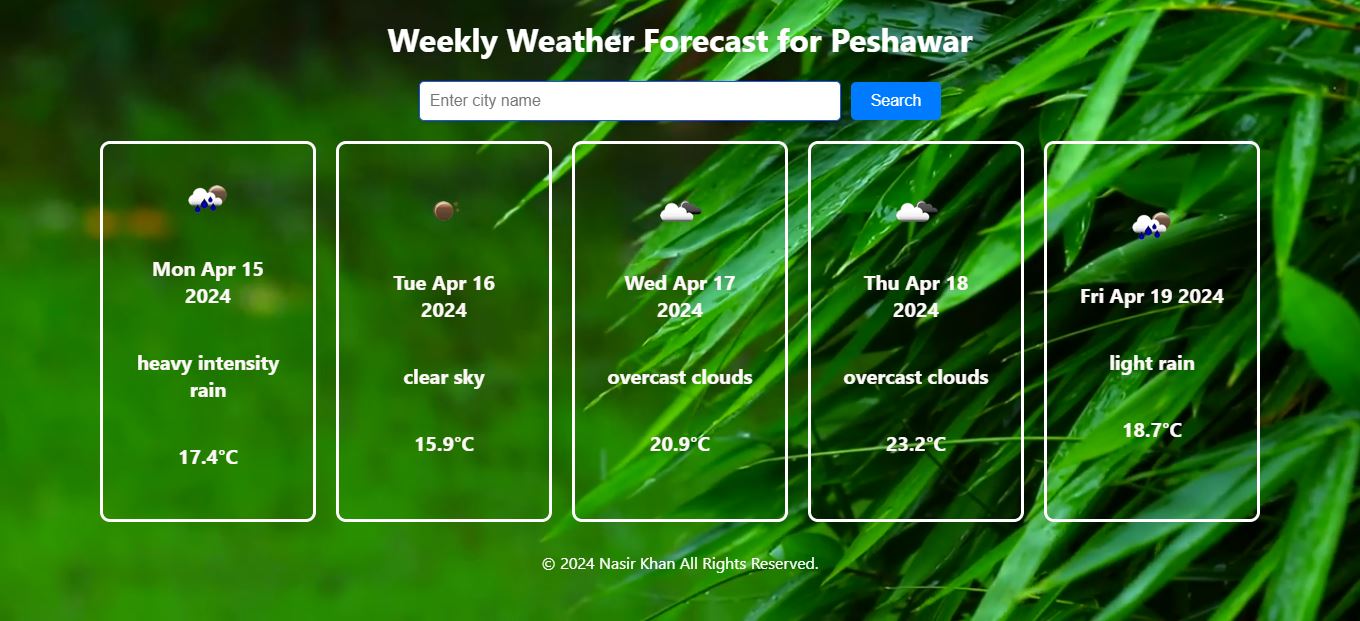 Weekly Weather Forecast for Peshawar
Enter city name
Search
Mon Apr 15
2024
heavy intensity
rain
17.4°C
Tue Apr 16
2024
clear sky
15.9°C
Wed Apr 17
2024
overcast clouds
20.9°C
Thu Apr 18
2024
overcast clouds
23.2°C
Fri Apr 19 2024
light rain
18.7°C
© 2024 Nasir Khan All Rights Reserved.